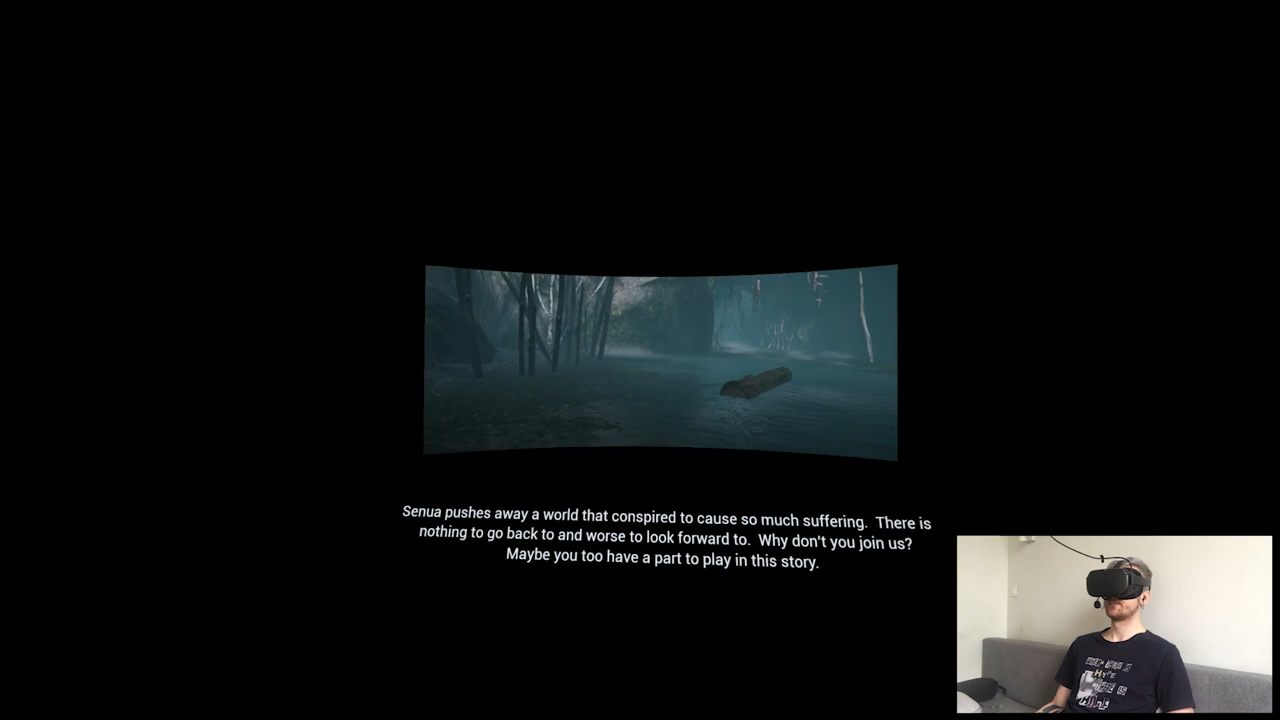 Senua pushes away a world that conspired to cause so much suffering.  There is
nothing to go back to and worse to look forward to.  Why don't you join us?
Maybe you too have a part to play in this story.
HYPE